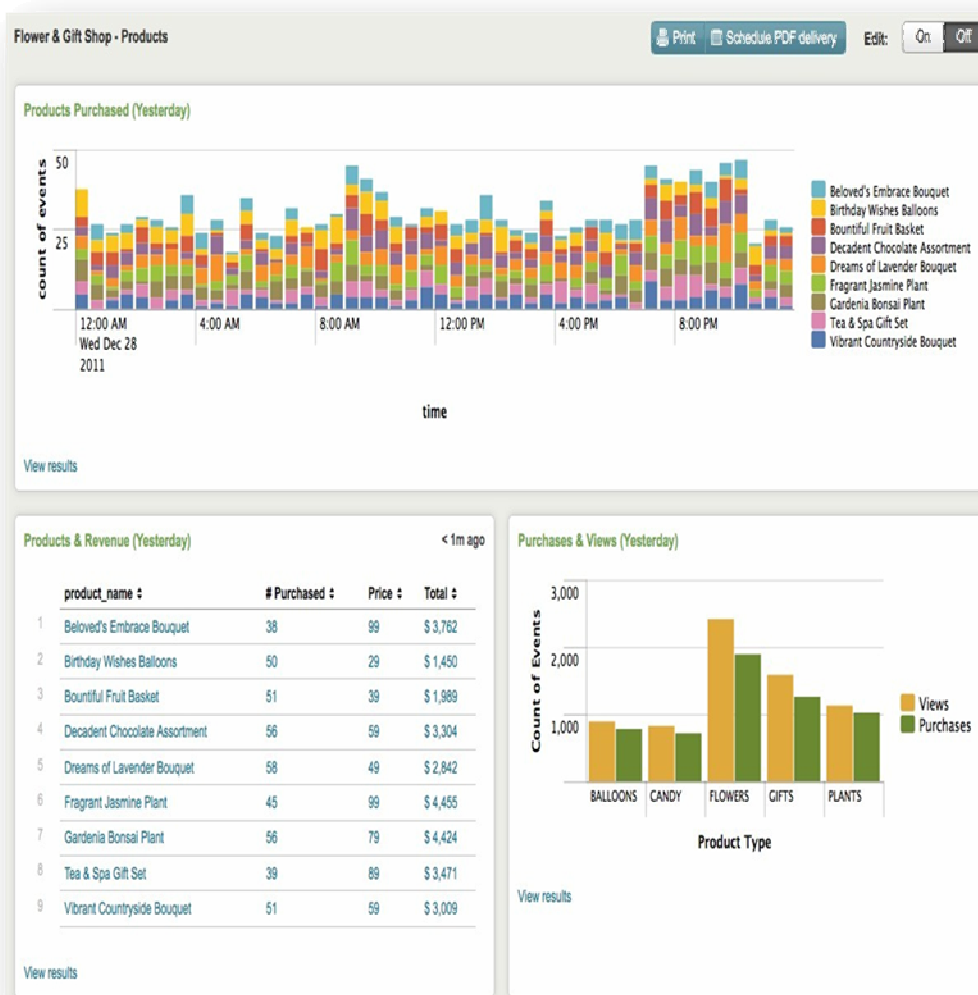 Flower & Gift Shop - Products
Print
Schedule PDF delivery
Edit:
On
Off
Products Purchased (Yesterday)
count of events
50
25
12:00 AM
Wed Dec 28
2011
4:00 AM
8:00 AM
12:00 PM
4:00 PM
8:00 PM
time
Beloved's Embrace Bouquet
Birthday Wishes Balloons
Bountiful Fruit Basket
Decadent Chocolate Assortment
Dreams of Lavender Bouquet
Fragrant Jasmine Plant
Gardenia Bonsai Plant
Tea & Spa Gift Set
Vibrant Countryside Bouquet
View results
Products & Revenue (Yesterday)
< 1m ago
product_name # Purchased Price Total
1 Beloved's Embrace Bouquet 38 99 $ 3,762
2 Birthday Wishes Balloons 50 29 $ 1,450
3 Bountiful Fruit Basket 51 39 $ 1,989
4 Decadent Chocolate Assortment 56 59 $ 3,304
5 Dreams of Lavender Bouquet 58 49 $ 2,842
6 Fragrant Jasmine Plant 45 99 $ 4,455
7 Gardenia Bonsai Plant 56 79 $ 4,424
8 Tea & Spa Gift Set 39 89 $ 3,471
9 Vibrant Countryside Bouquet 51 59 $ 3,009
View results
Purchases & Views (Yesterday)
Count of Events
3,000
2,000
1,000
BALLOONS CANDY FLOWERS GIFTS PLANTS
Product Type
Views
Purchases
View results